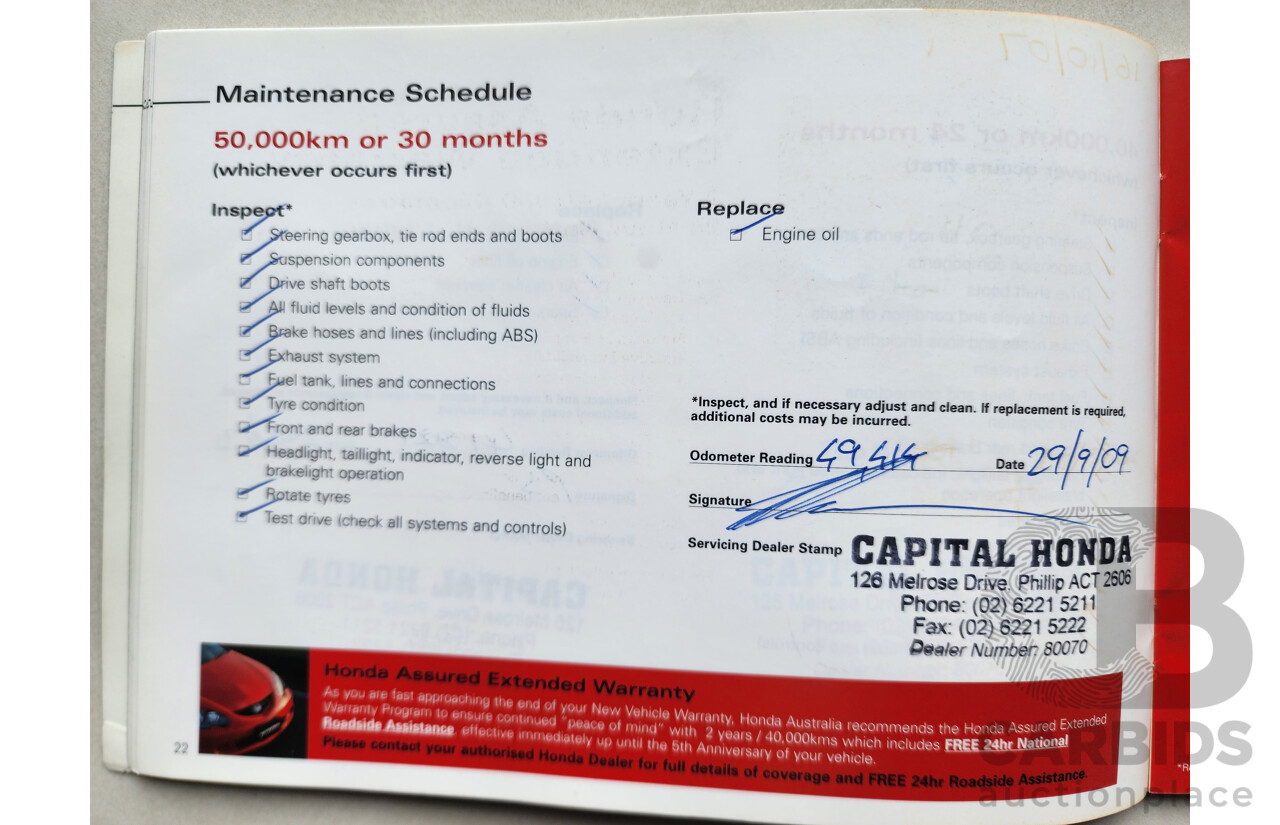 16/10/07
Maintenance Schedule
50,000km or 30 months
(whichever occurs first)
Inspect*
Steering gearbox, tie rod ends and boots
Suspension components
Drive shaft boots
All fluid levels and condition of fluids
Brake hoses and lines (including ABS)
Exhaust system
Fuel tank, lines and connections
Tyre condition
Front and rear brakes
Headlight, taillight, indicator, reverse light and
brakelight operation
Rotate tyres
Test drive (check all systems and controls)
Replace
Engine oil
*Inspect, and if necessary adjust and clean. If replacement is required,
additional costs may be incurred.
Odometer Reading 49,414 Date 29/9/09
Signature
Servicing Dealer Stamp CAPITAL HONDA
126 Melrose Drive, Phillip ACT 2606
Phone: (02) 6221 5211
Fax: (02) 6221 5222
Dealer Number: 80070
Honda Assured Extended Warranty
As you are fast approaching the end of your New Vehicle Warranty, Honda Australia recommends the Honda Assured Extended
Warranty Program to ensure continued "peace of mind" with 2 years / 40,000kms which includes FREE 24hr National
Roadside Assistance, effective immediately up until the 5th Anniversary of your vehicle.
Please contact your authorised Honda Dealer for full details of coverage and FREE 24hr Roadside Assistance.
22
CARBIDS
auctionplace